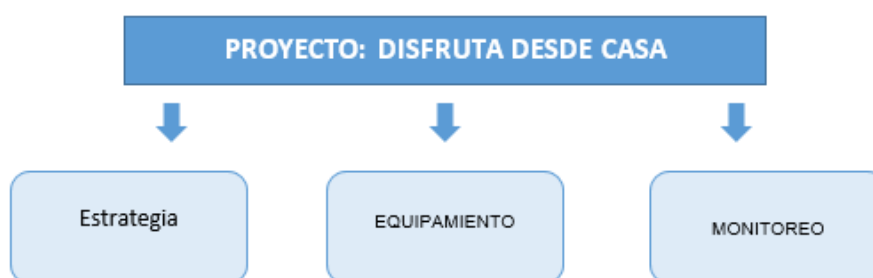 PROYECTO: DISFRUTA DESDE CASA
Estrategia
EQUIPAMIENTO
MONITOREO